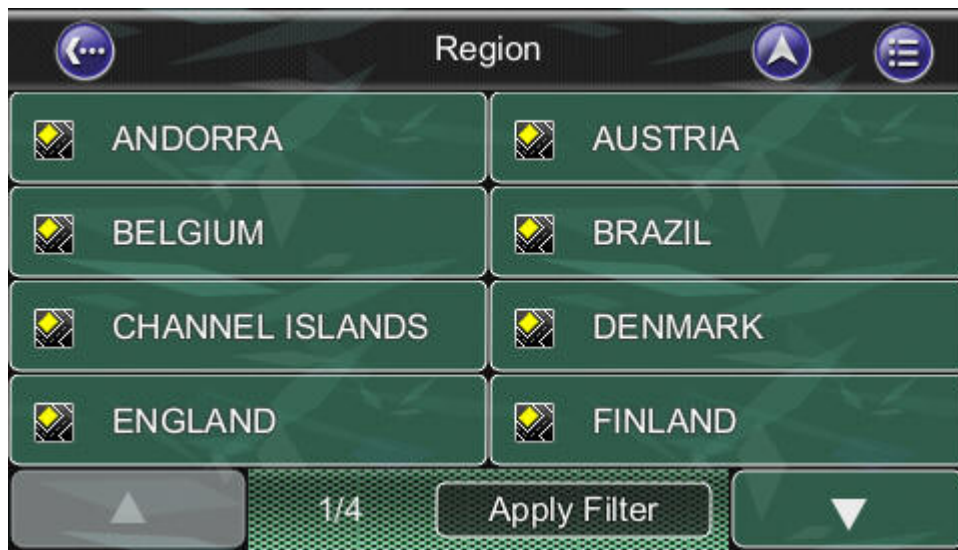 Region
ANDORRA
AUSTRIA
BELGIUM
BRAZIL
CHANNEL ISLANDS
DENMARK
ENGLAND
FINLAND
1/4
Apply Filter